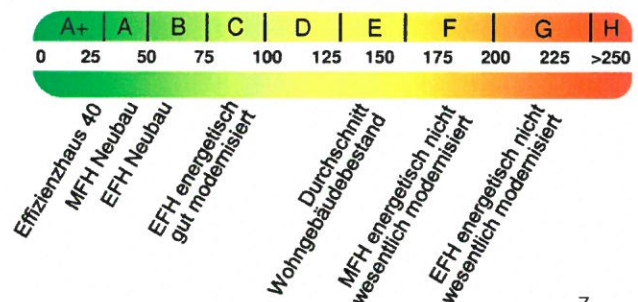 A+ A B C D E F G H
0 25 50 75 100 125 150 175 200 225 >250
Effizienzhaus 40
MFH Neubau
EFH Neubau
EFH energetisch
gut modernisiert
Durchschnitt
Wohngebäudebestand
MFH energetisch nicht
wesentlich modernisiert
EFH energetisch nicht
wesentlich modernisiert